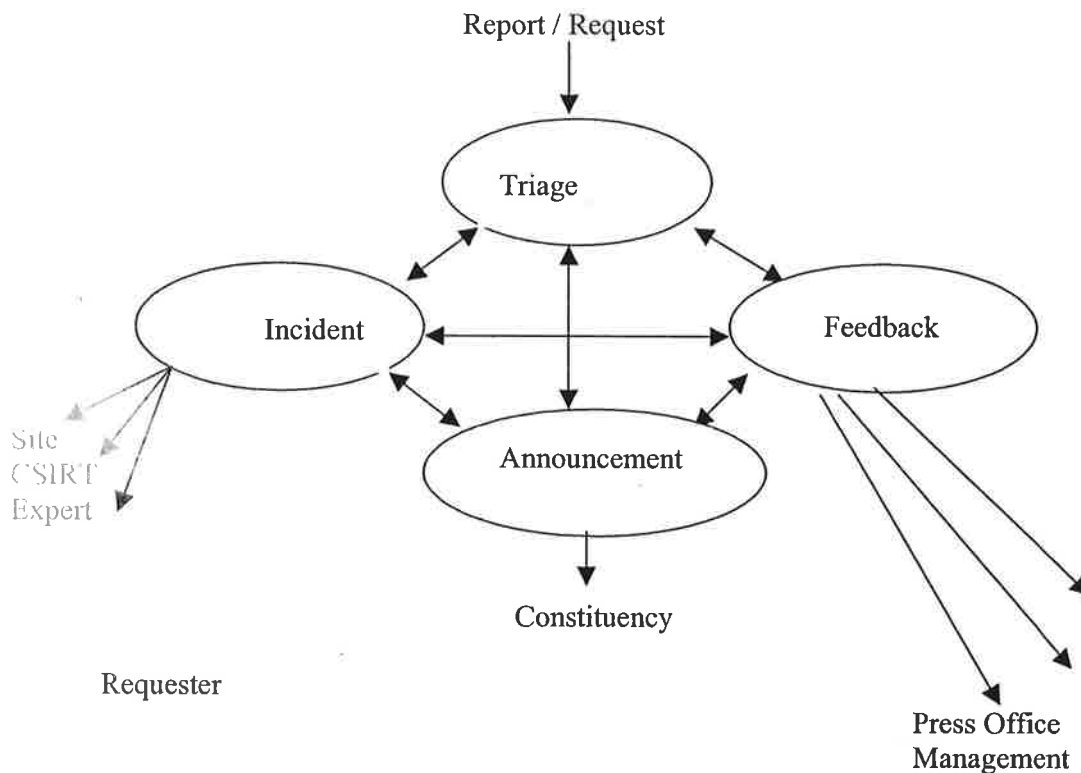 Report / Request
Triage
Incident
Feedback
Announcement
Site
CSIRT
Expert
Constituency
Requester
Press Office
Management